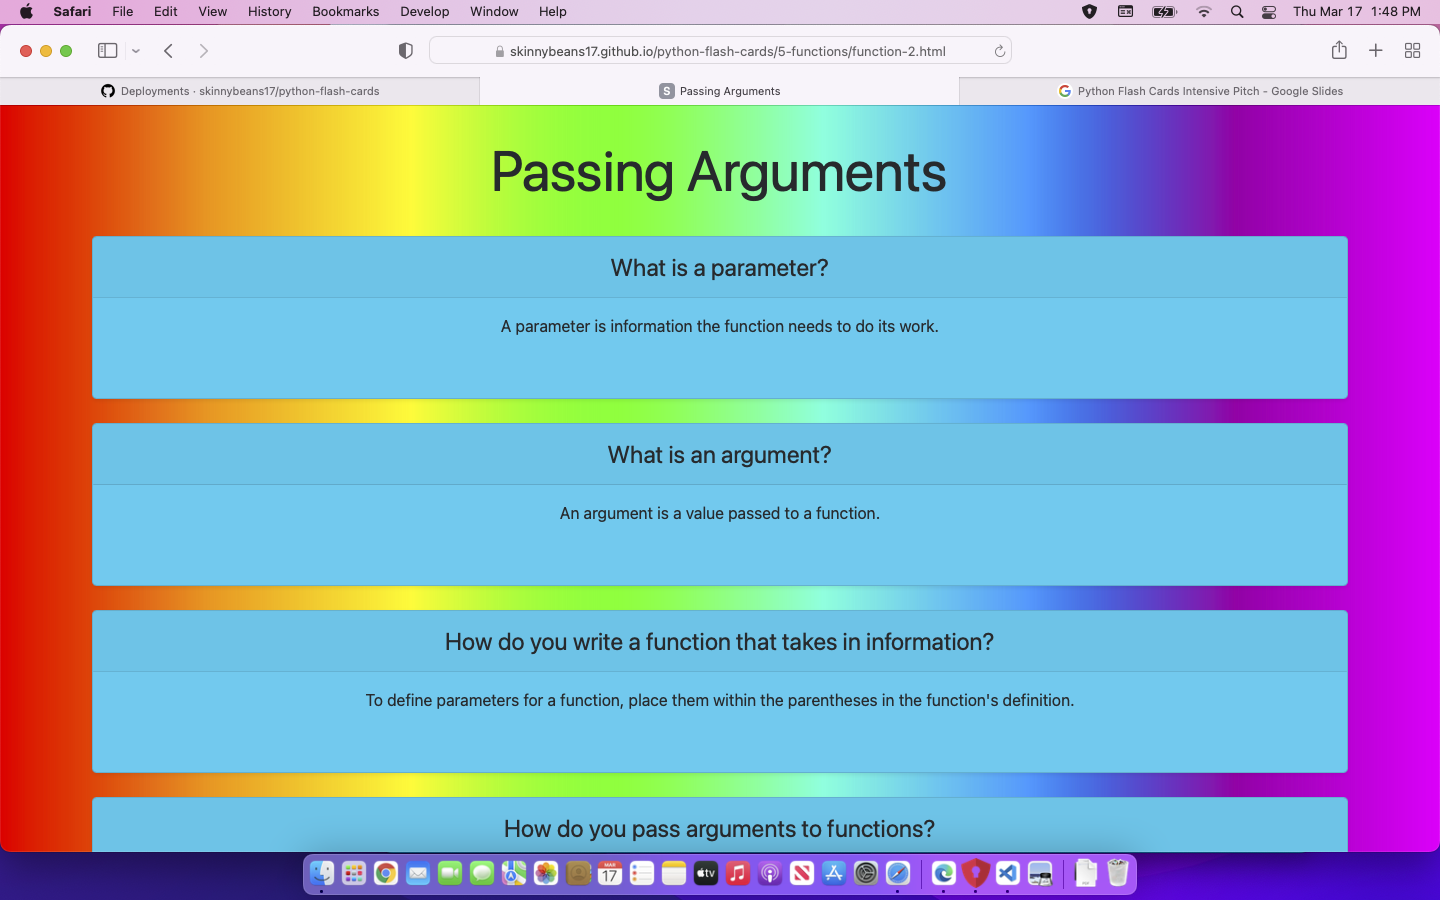 Safari File Edit View History Bookmarks Develop Window Help Thu Mar 17 1:48 PM
skinnybeans17.github.io/python-flash-cards/5-functions/function-2.html
Deployments · skinnybeans17/python-flash-cards
S Passing Arguments
Python Flash Cards Intensive Pitch - Google Slides
Passing Arguments
What is a parameter?
A parameter is information the function needs to do its work.
What is an argument?
An argument is a value passed to a function.
How do you write a function that takes in information?
To define parameters for a function, place them within the parentheses in the function's definition.
How do you pass arguments to functions?
MAR
17
tv